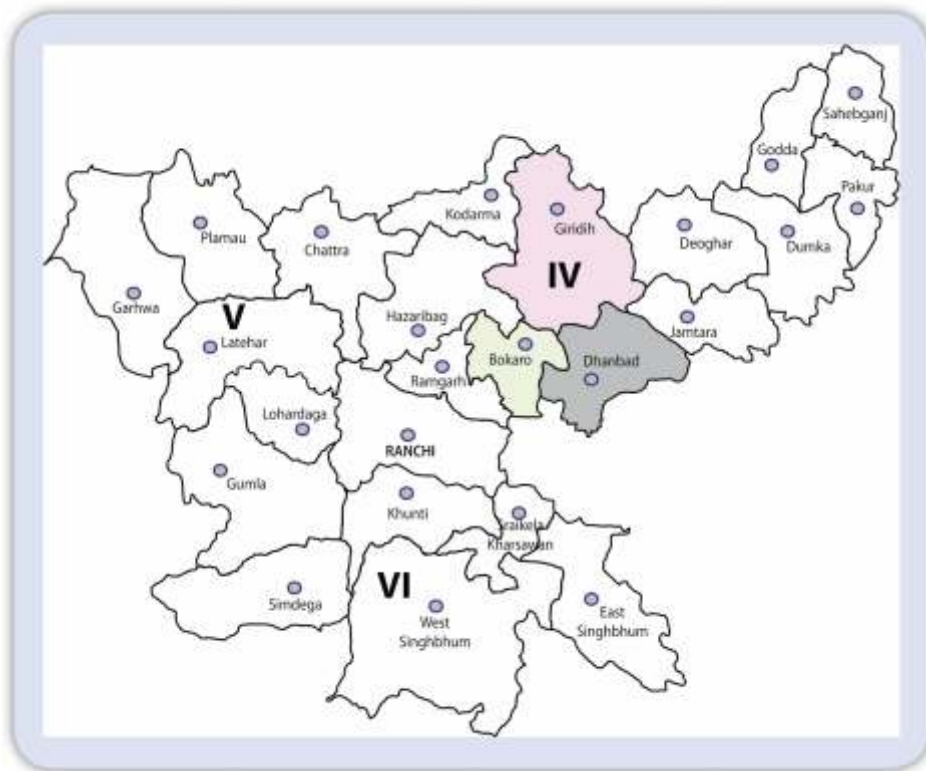 Sahebganj
Godda
Pakur
Kodarma
Giridih
Plamau
Chattra
Deoghar
Dumka
IV
Garhwa
V
Hazaribag
Latehar
Jamtara
Bokaro
Dhanbad
Ramgarh
Lohardaga
RANCHI
Gumla
Khunti
Sraikela
Kharsawan
VI
Simdega
West
Singhbhum
East
Singhbhum